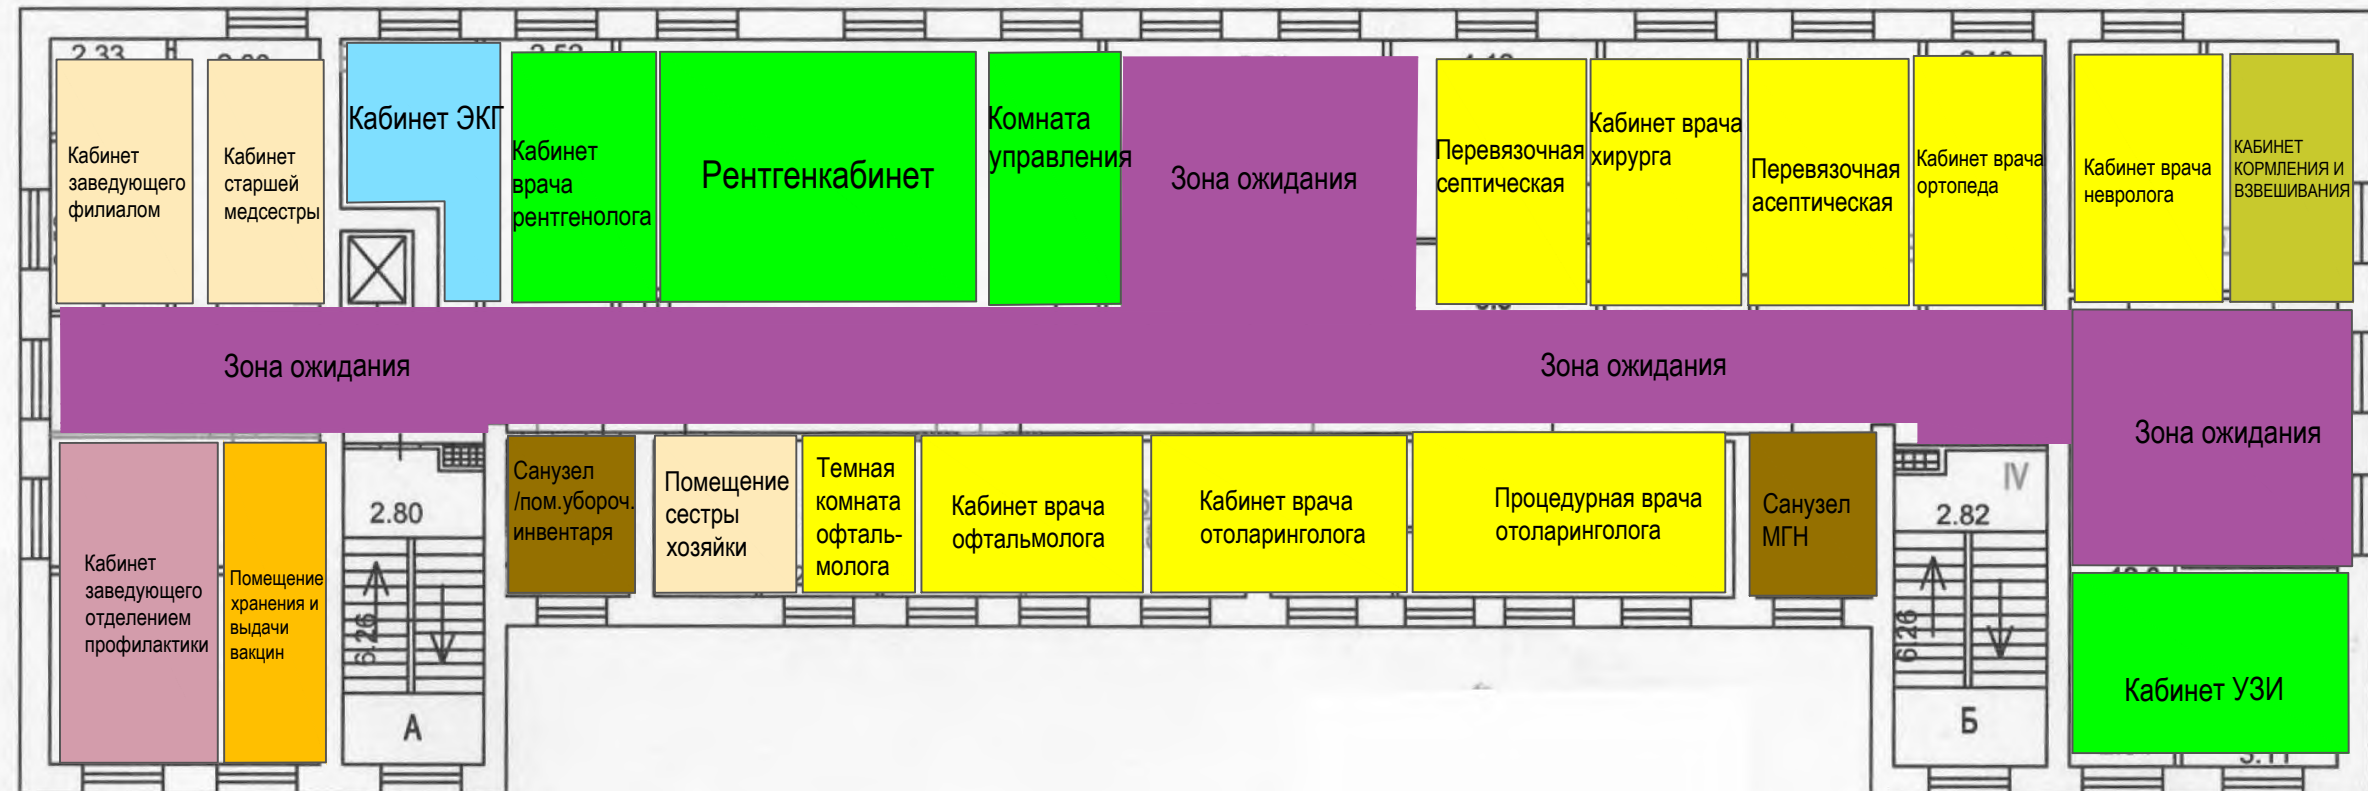 2.33
Кабинет
заведующего
филиалом
Кабинет
старшей
медсестры
Кабинет ЭКГ
2.52
Кабинет
врача
рентгенолога
Рентгенкабинет
Комната
управления
Зона ожидания
Перевязочная
септическая
Кабинет врача
хирурга
Перевязочная
асептическая
Кабинет врача
ортопеда
Кабинет врача
невролога
КАБИНЕТ
КОРМЛЕНИЯ И
ВЗВЕШИВАНИЯ
Зона ожидания
Зона ожидания
Зона ожидания
Кабинет
заведующего
отделением
профилактики
Помещение
хранения и
выдачи
вакцин
2.80
6.26
А
Санузел
/пом.убороч.
инвентаря
Помещение
сестры
хозяйки
Темная
комната
офталь-
молога
Кабинет врача
офтальмолога
Кабинет врача
отоларинголога
Процедурная врача
отоларинголога
Санузел
МГН
IV
2.82
6.26
Б
Кабинет УЗИ